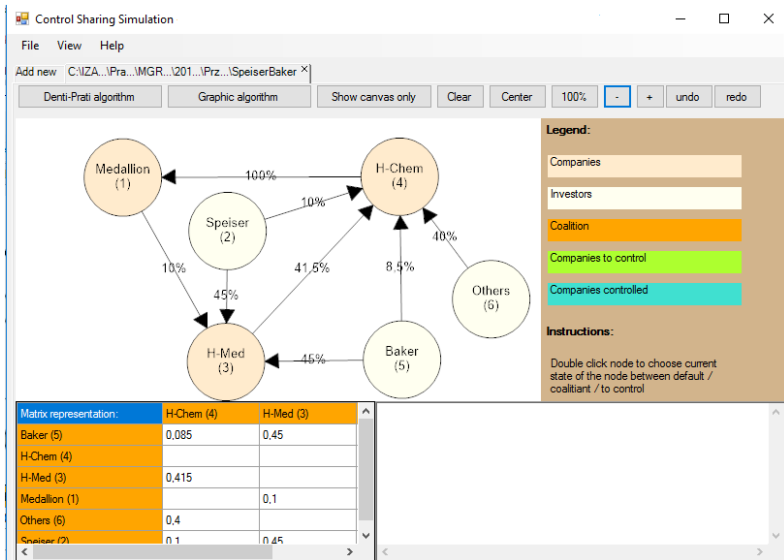 Control Sharing Simulation
File View Help
Add new C:\IZA...\Pra...\MGR...\201...\Prz...\SpeiserBaker
Denti-Prati algorithm Graphic algorithm Show canvas only Clear Center 100% - + undo redo
Legend:
Companies
Investors
Coalition
Companies to control
Companies controlled
Instructions:
Double click node to choose current
state of the node between default /
coalitiant / to control
Medallion
(1)
100%
H-Chem
(4)
Speiser
(2)
10%
10%
45%
41,5%
8,5%
40%
Others
(6)
H-Med
(3)
45%
Baker
(5)
Matrix representation: H-Chem (4) H-Med (3)
Baker (5) 0,085 0,45
H-Chem (4)
H-Med (3) 0,415
Medallion (1) 0,1
Others (6) 0,4
Speiser (2) 0,1 0,45